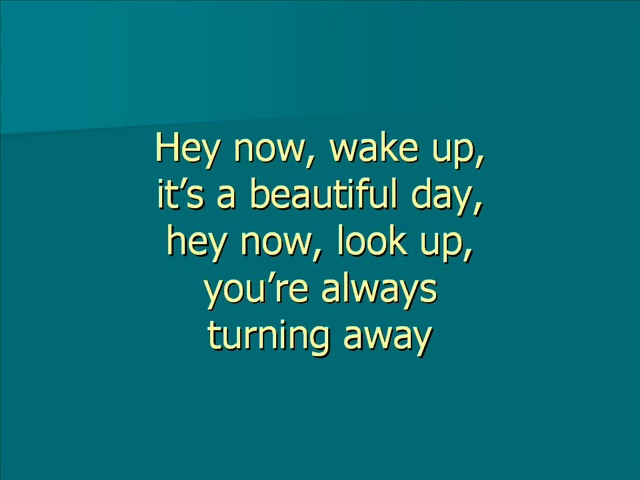 Hey now, wake up,
it’s a beautiful day,
hey now, look up,
you’re always
turning away